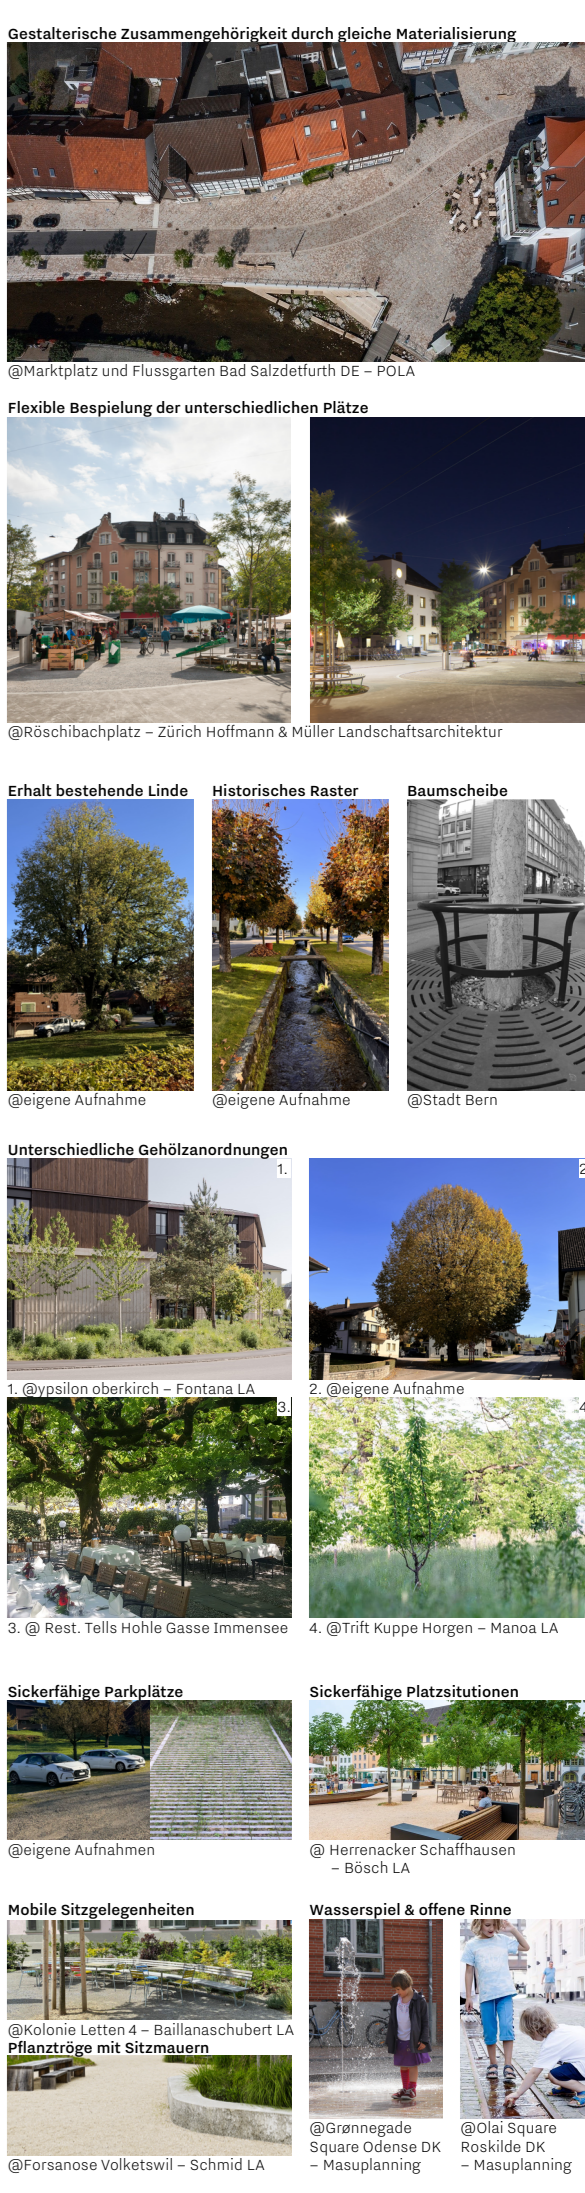 Gestalterische Zusammengehörigkeit durch gleiche Materialisierung
@Marktplatz und Flussgarten Bad Salzdetfurth DE – POLA
Flexible Bespielung der unterschiedlichen Plätze
@Röschibachplatz – Zürich Hoffmann & Müller Landschaftsarchitektur
Erhalt bestehende Linde
Historisches Raster
Baumscheibe
@eigene Aufnahme
@eigene Aufnahme
@Stadt Bern
Unterschiedliche Gehölzanordnungen
1.
2
1. @ypsilon oberkirch – Fontana LA
2. @eigene Aufnahme
3.
4
3. @ Rest. Tells Hohle Gasse Immensee
4. @Trift Kuppe Horgen – Manoa LA
Sickerfähige Parkplätze
Sickerfähige Platzsitutionen
@eigene Aufnahmen
@ Herrenacker Schaffhausen
– Bösch LA
Mobile Sitzgelegenheiten
Wasserspiel & offene Rinne
@Kolonie Letten 4 – Baillanaschubert LA
Pflanztröge mit Sitzmauern
@Forsanose Volketswil – Schmid LA
@Grønnegade
Square Odense DK
– Masuplanning
@Olai Square
Roskilde DK
– Masuplanning